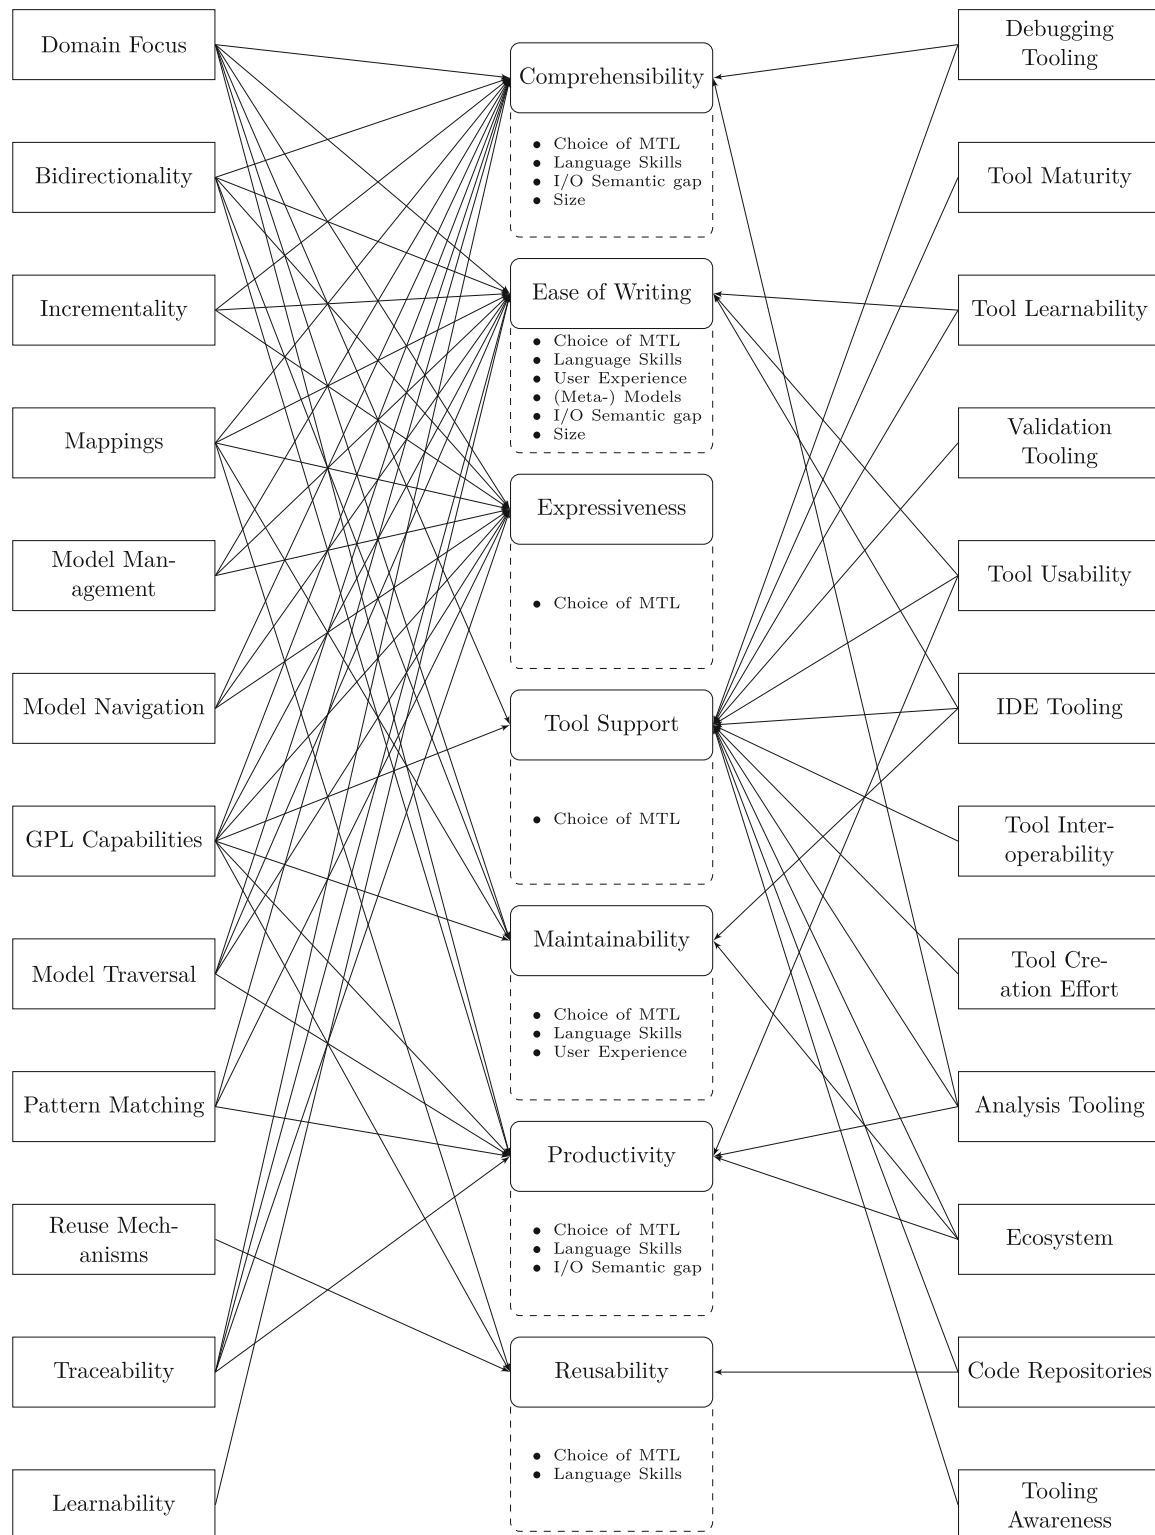 Domain Focus
Bidirectionality
Incrementality
Mappings
Model Man-
agement
Model Navigation
GPL Capabilities
Model Traversal
Pattern Matching
Reuse Mech-
anisms
Traceability
Learnability
Comprehensibility
● Choice of MTL
● Language Skills
● I/O Semantic gap
● Size
Ease of Writing
● Choice of MTL
● Language Skills
● User Experience
● (Meta-) Models
● I/O Semantic gap
● Size
Expressiveness
● Choice of MTL
Tool Support
● Choice of MTL
Maintainability
● Choice of MTL
● Language Skills
● User Experience
Productivity
● Choice of MTL
● Language Skills
● I/O Semantic gap
Reusability
● Choice of MTL
● Language Skills
Debugging
Tooling
Tool Maturity
Tool Learnability
Validation
Tooling
Tool Usability
IDE Tooling
Tool Inter-
operability
Tool Cre-
ation Effort
Analysis Tooling
Ecosystem
Code Repositories
Tooling
Awareness